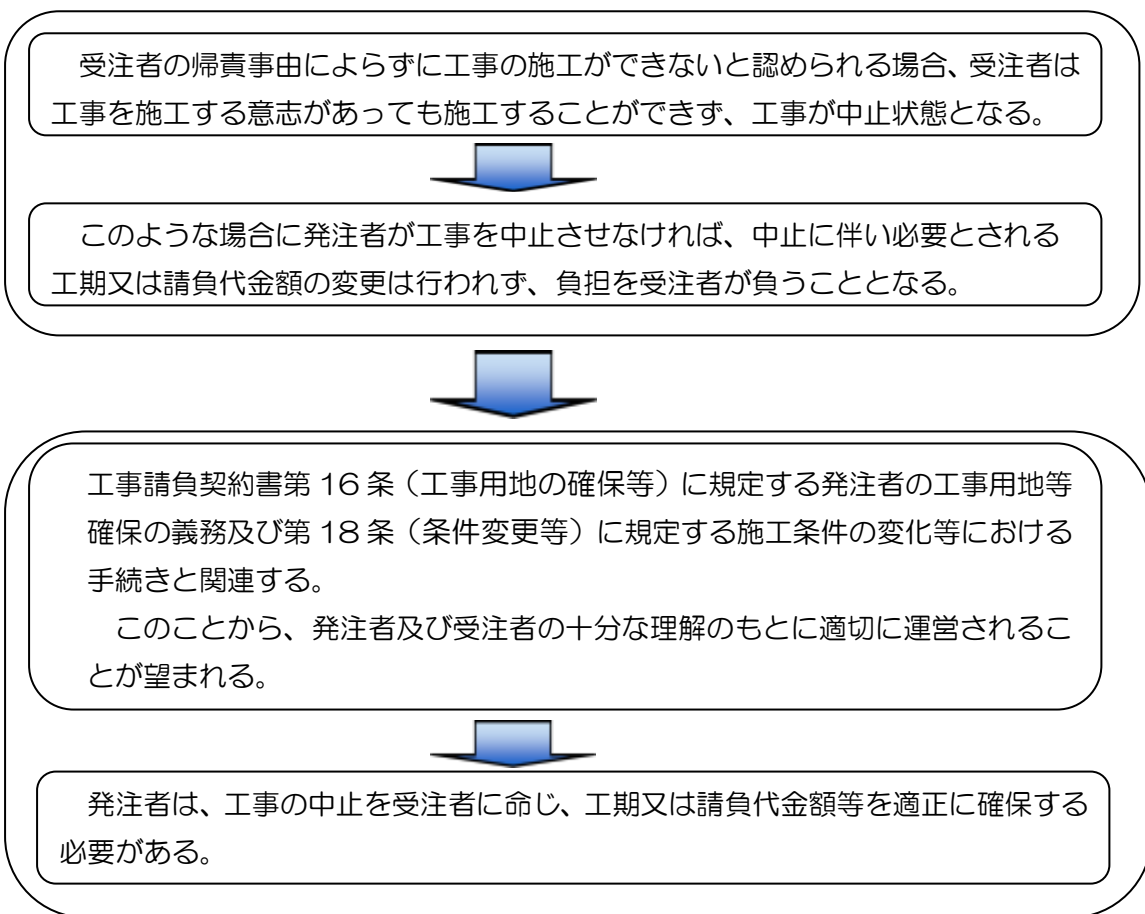 受注者の帰責事由によらずに工事の施工ができないと認められる場合、受注者は
工事を施工する意志があっても施工することができず、工事が中止状態となる。
このような場合に発注者が工事を中止させなければ、中止に伴い必要とされる
工期又は請負代金額の変更は行われず、負担を受注者が負うこととなる。
工事請負契約書第 16 条（工事用地の確保等）に規定する発注者の工事用地等
確保の義務及び第 18 条（条件変更等）に規定する施工条件の変化等における
手続きと関連する。
このことから、発注者及び受注者の十分な理解のもとに適切に運営されるこ
とが望まれる。
発注者は、工事の中止を受注者に命じ、工期又は請負代金額等を適正に確保する
必要がある。